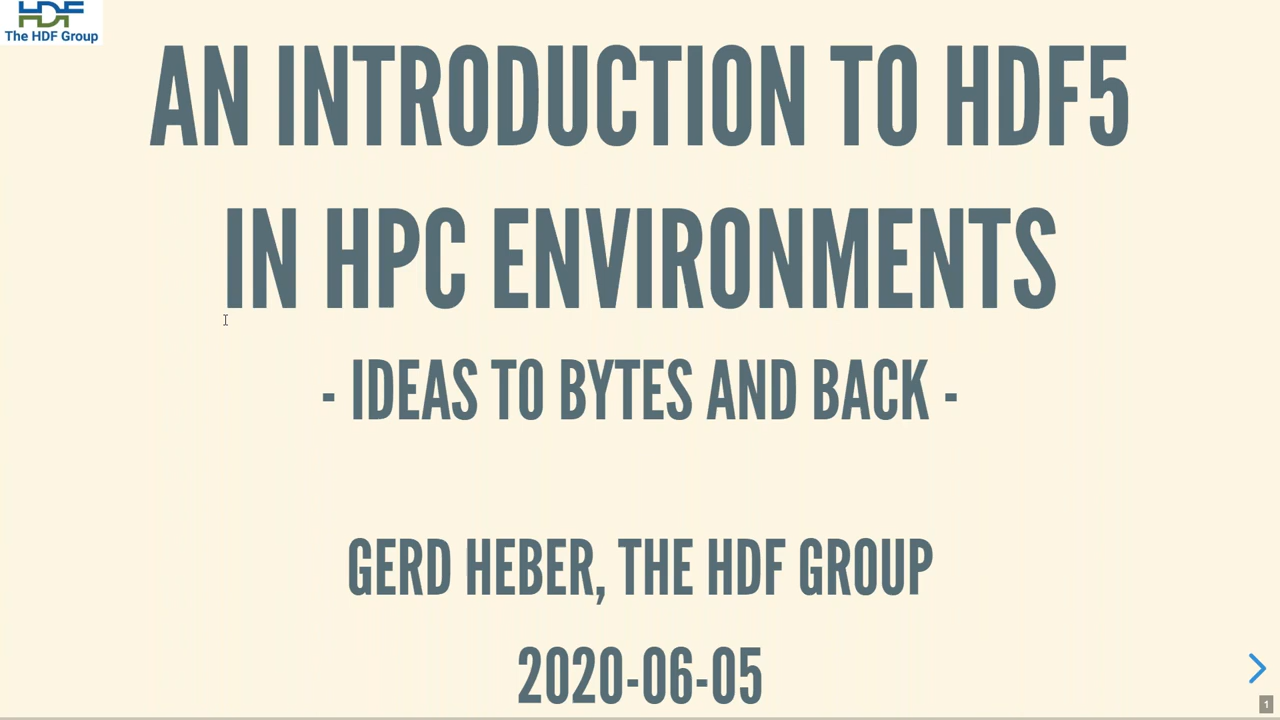 HDF
The HDF Group
AN INTRODUCTION TO HDF5
IN HPC ENVIRONMENTS
- IDEAS TO BYTES AND BACK -
GERD HEBER, THE HDF GROUP
2020-06-05
1